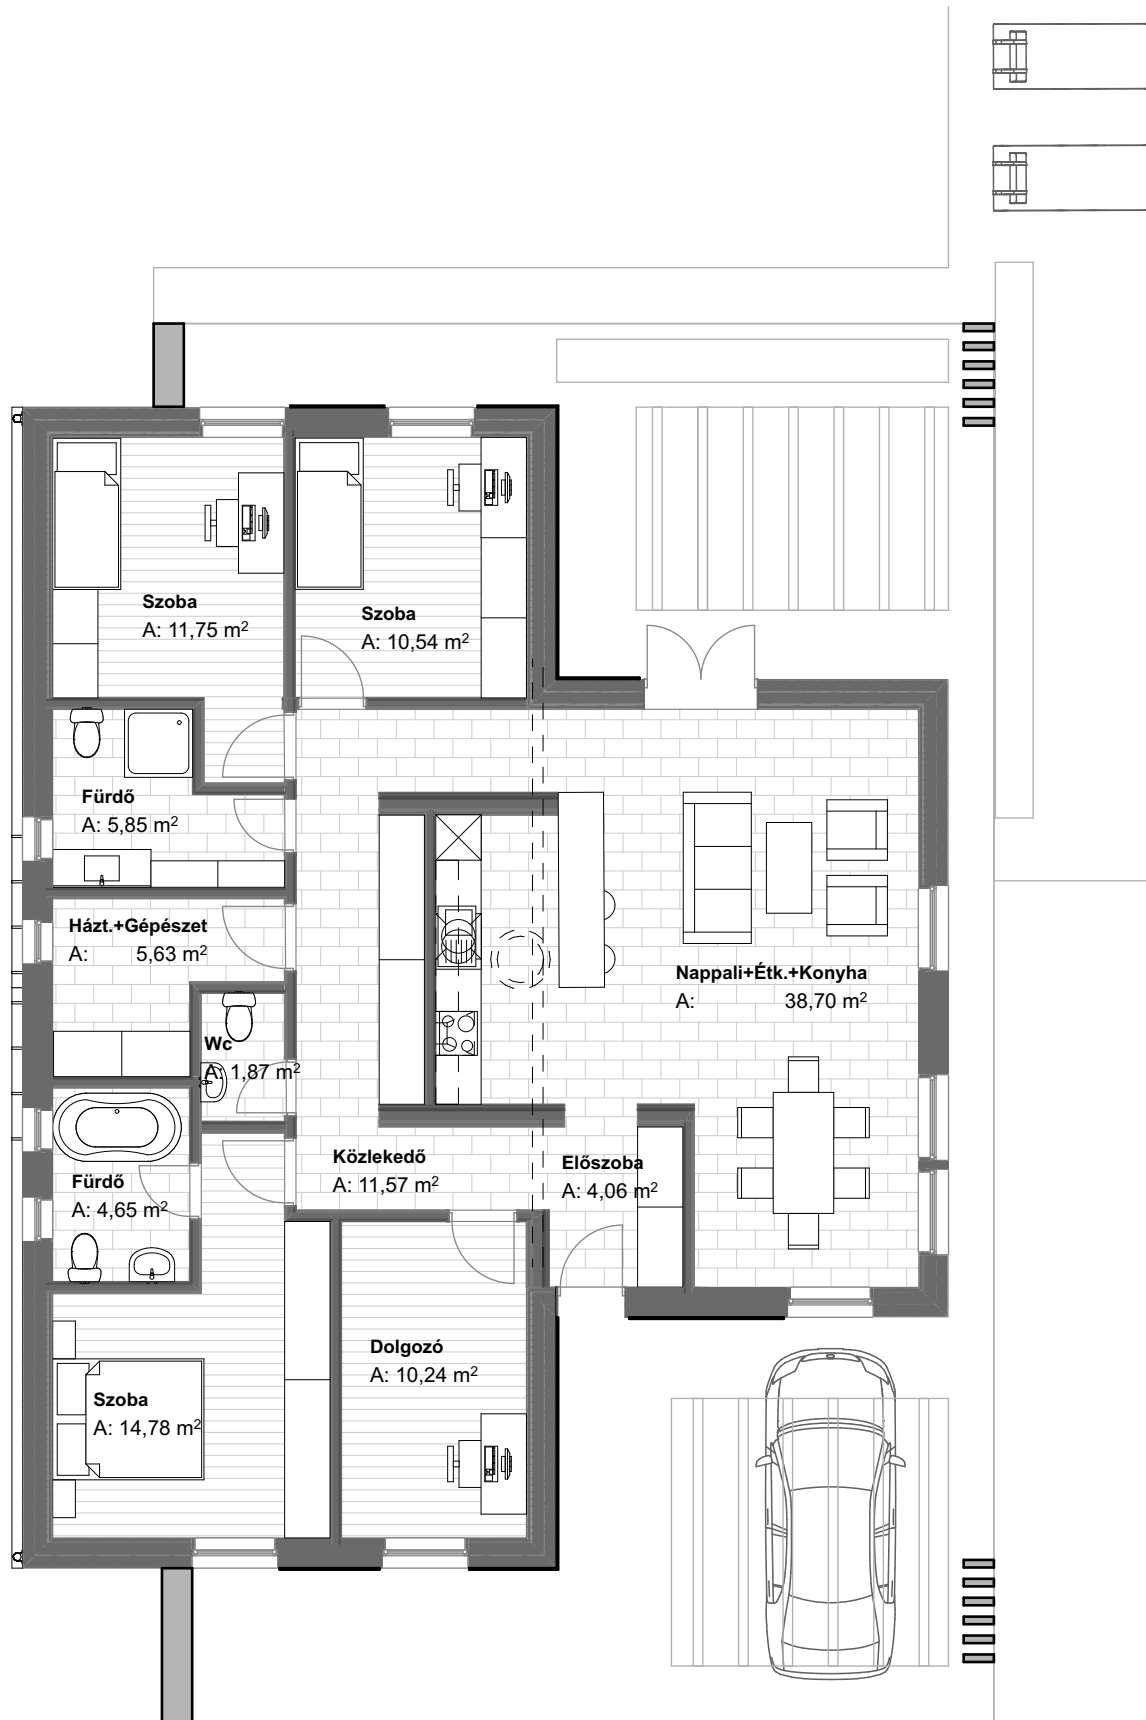 Szoba
A: 11,75 m²
Szoba
A: 10,54 m²
Fürdő
A: 5,85 m²
Házt.+Gépészet
A: 5,63 m²
Nappali+Étk.+Konyha
A: 38,70 m²
Wc
A: 1,87 m²
Közlekedő
A: 11,57 m²
Előszoba
A: 4,06 m²
Fürdő
A: 4,65 m²
Dolgozó
A: 10,24 m²
Szoba
A: 14,78 m²